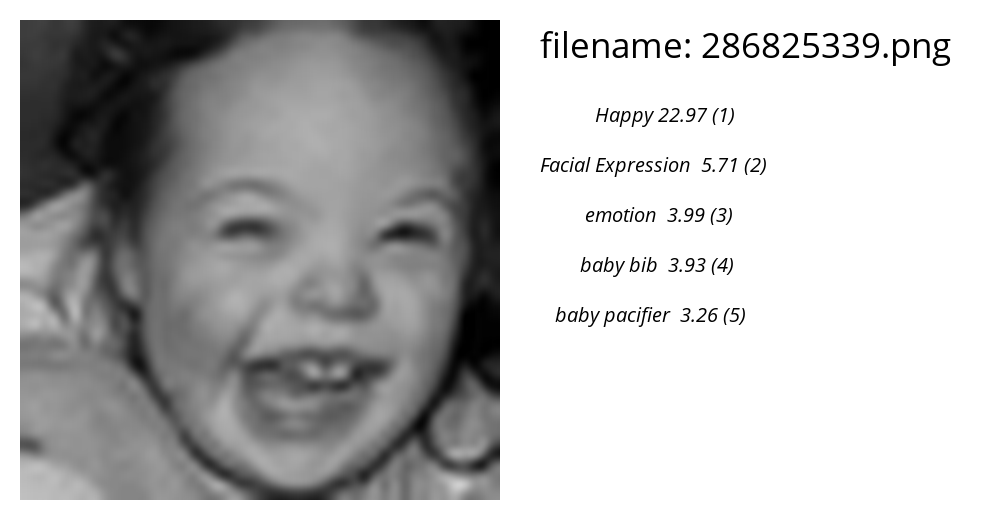 filename: 286825339.png
Happy 22.97 (1)
Facial Expression 5.71 (2)
emotion 3.99 (3)
baby bib 3.93 (4)
baby pacifier 3.26 (5)